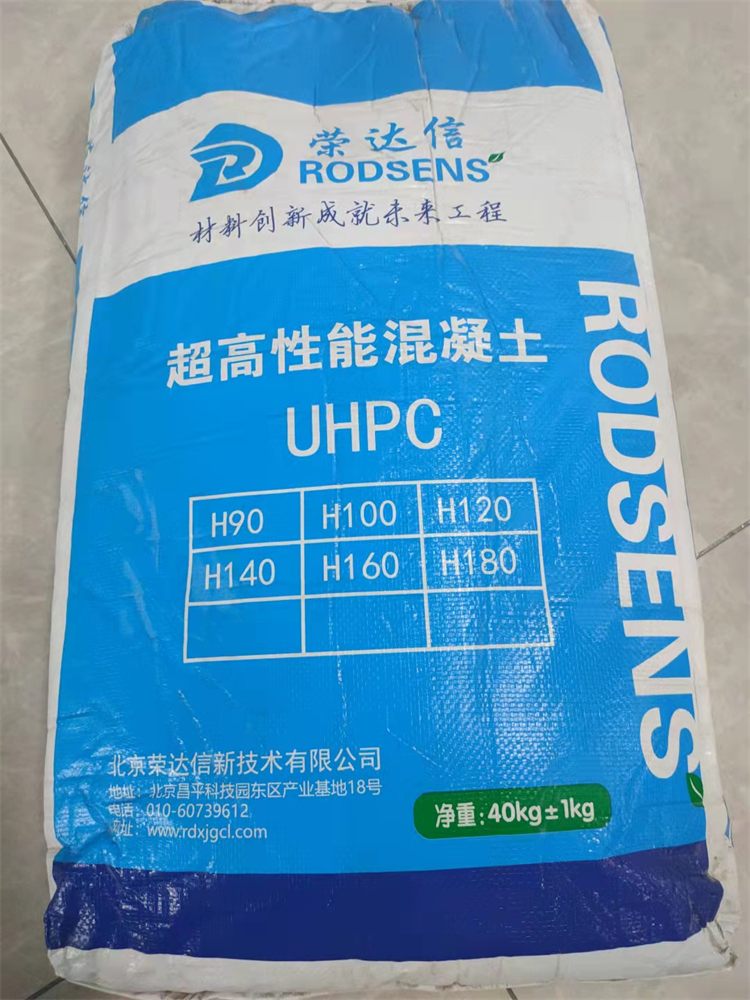 荣达信
RODSENS
材料创新成就未来工程
超高性能混凝土
UHPC
H90 H100 H120
H140 H160 H180
RODSENS
北京荣达信新技术有限公司
地址：北京昌平科技园东区产业基地18号
电话：010-60739612
网址：www.rdxjgcl.com
净重：40kg±1kg